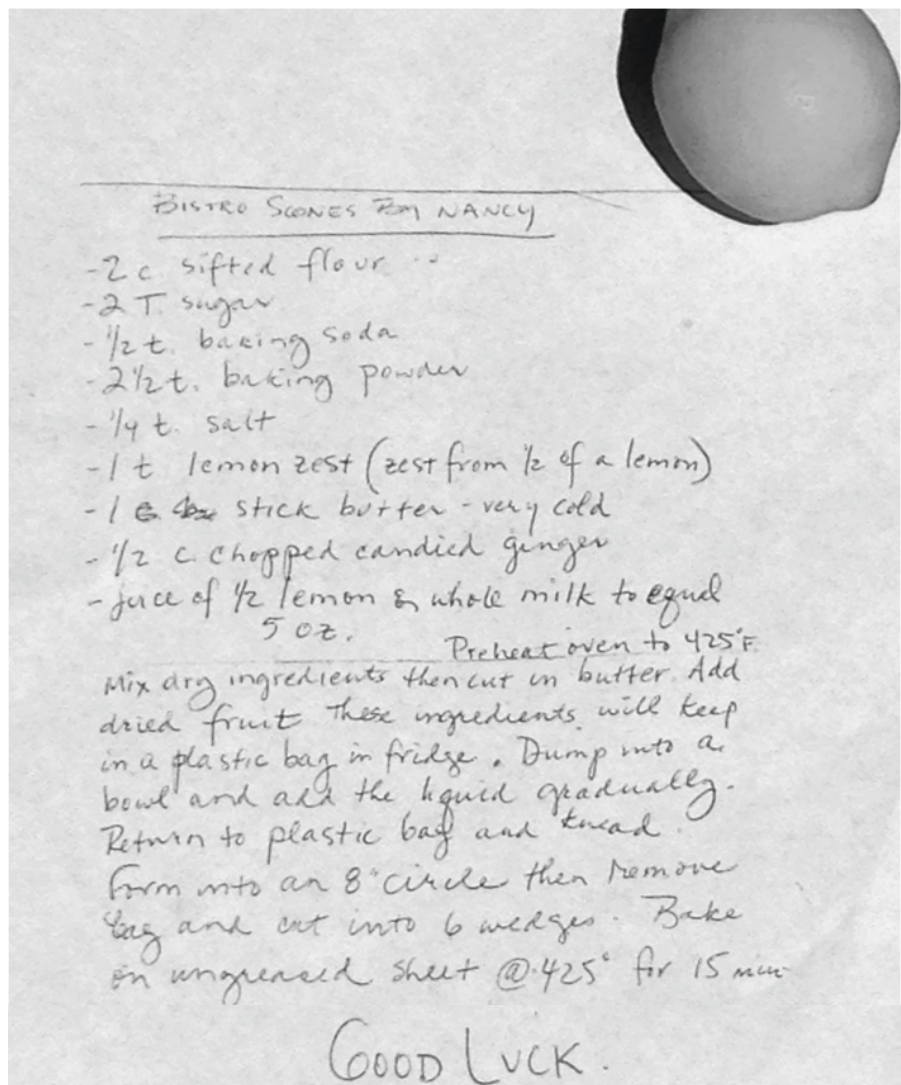 BISTRO SCONES BY NANCY
- 2 c sifted flour
- 2 T. sugar
- 1/2 t. baking soda
- 2 1/2 t. baking powder
- 1/4 t. salt
- 1 t lemon zest (zest from 1/2 of a lemon)
- 1 stick butter - very cold
- 1/2 c. chopped candied ginger
- juice of 1/2 lemon & whole milk to equal
5 oz.
Preheat oven to 425°F.
Mix dry ingredients then cut in butter. Add
dried fruit These ingredients will keep
in a plastic bag in fridge. Dump into a
bowl and add the liquid gradually.
Return to plastic bag and knead.
Form into an 8" circle then remove
bag and cut into 6 wedges. Bake
on ungreased sheet @ 425° for 15 min
GOOD LUCK.